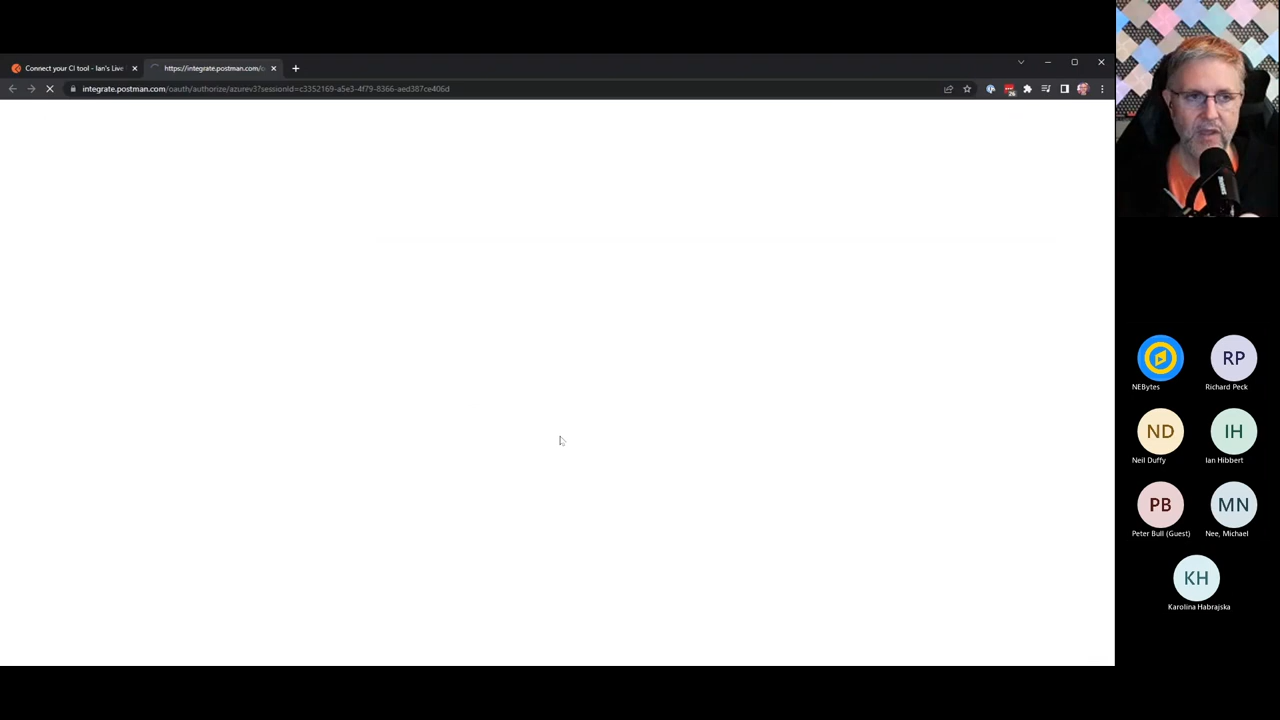 Connect your CI tool - Ian's Live
https://integrate.postman.com/o
integrate.postman.com/oauth/authorize/azurev3?sessionId=c3352169-a5e3-4f79-8366-aed387ce406d
26
NEBytes
RP
Richard Peck
ND
Neil Duffy
IH
Ian Hibbert
PB
Peter Bull (Guest)
MN
Nee, Michael
KH
Karolina Habrajska